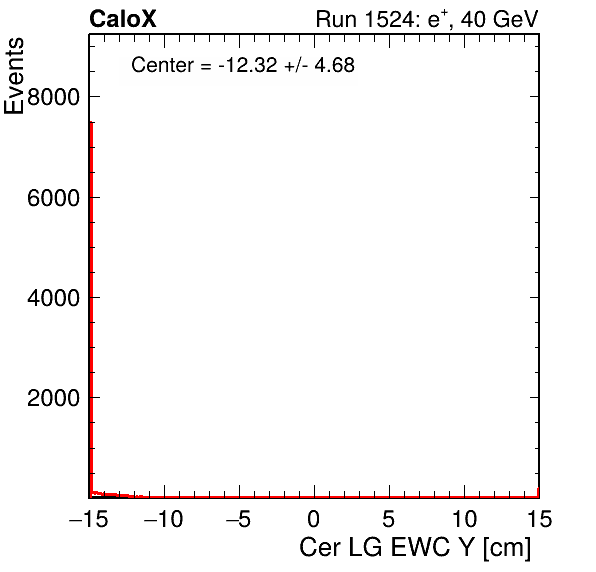 CaloX Run 1524: e⁺, 40 GeV
Center = -12.32 +/- 4.68
Events
8000
6000
4000
2000
−15 −10 −5 0 5 10 15
Cer LG EWC Y [cm]